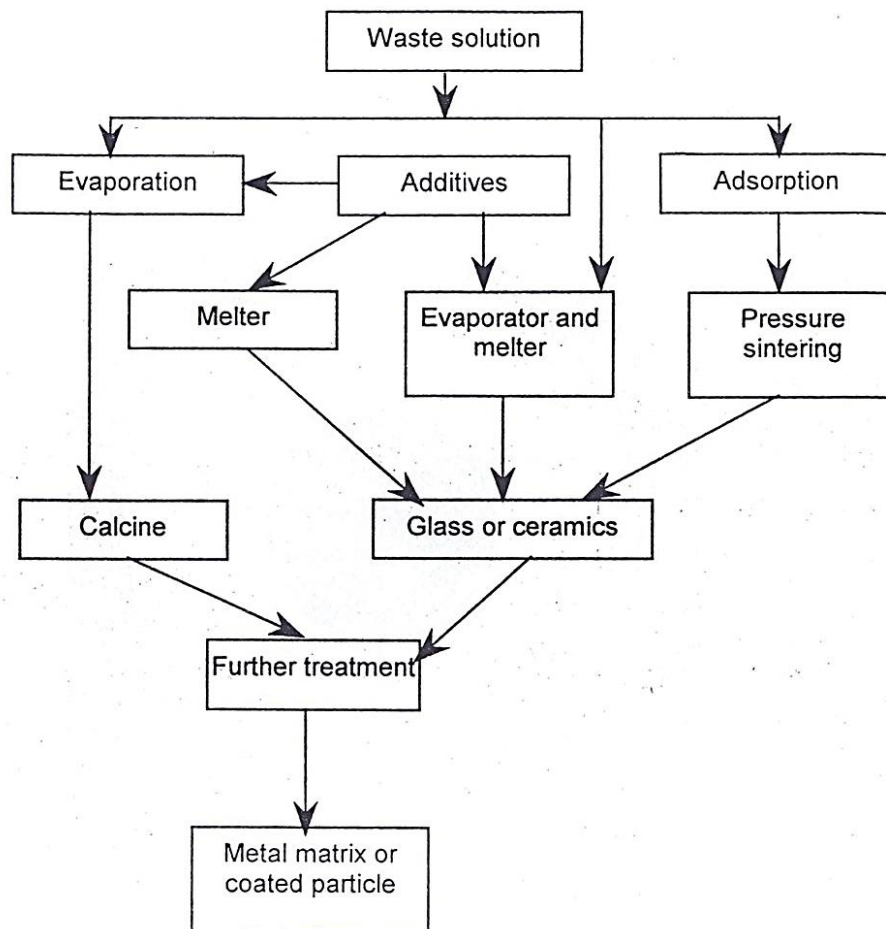 Waste solution
Evaporation
Additives
Adsorption
Melter
Evaporator and
melter
Pressure
sintering
Calcine
Glass or ceramics
Further treatment
Metal matrix or
coated particle